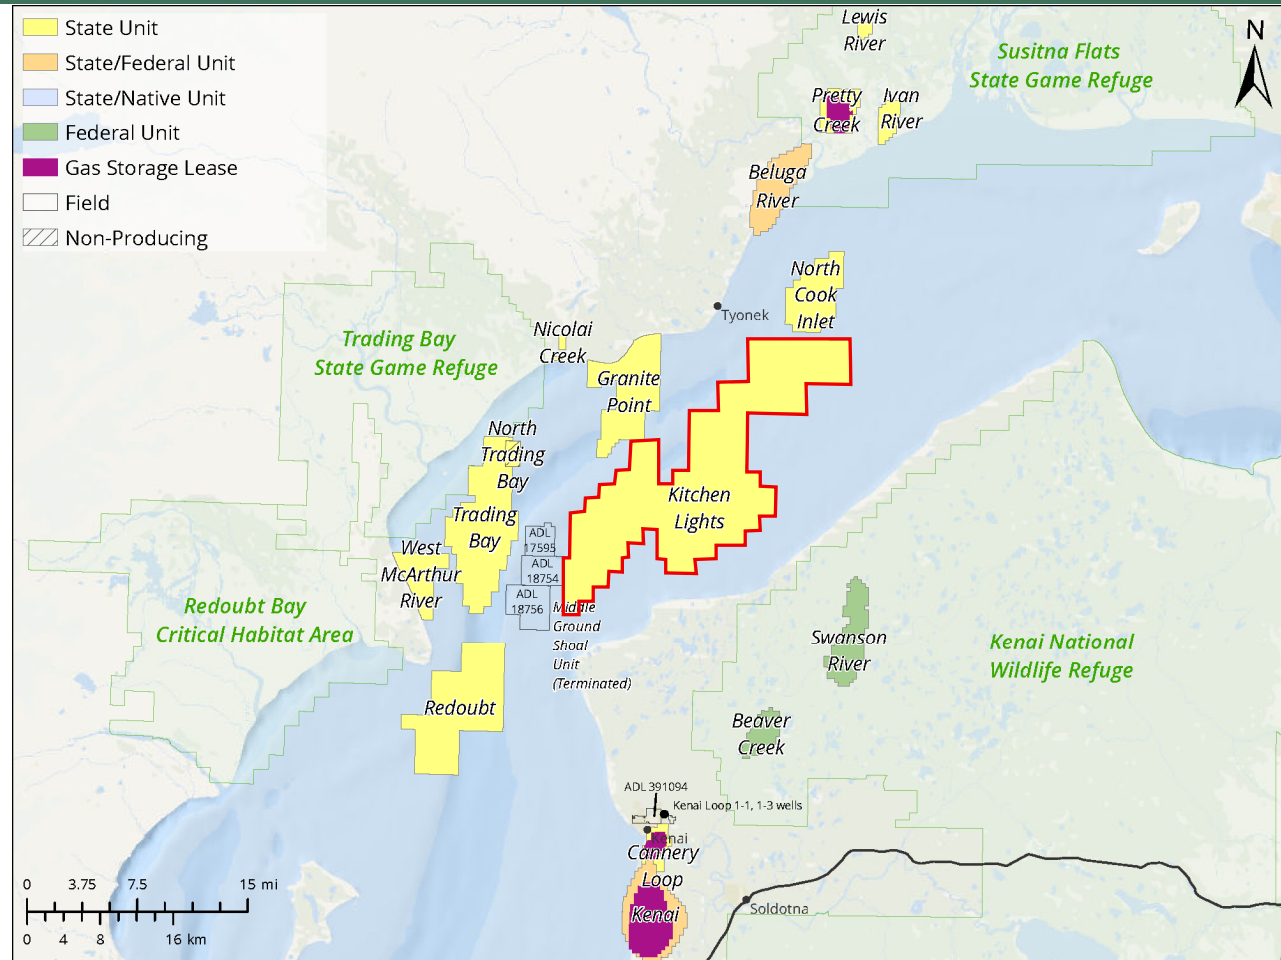 State Unit
State/Federal Unit
State/Native Unit
Federal Unit
Gas Storage Lease
Field
Non-Producing
N
Lewis
River
Susitna Flats
State Game Refuge
Pretty
Creek
Ivan
River
Beluga
River
North
Cook
Inlet
Tyonek
Nicolai
Creek
Trading Bay
State Game Refuge
Granite
Point
North
Trading
Bay
Kitchen
Lights
Trading
Bay
ADL
17595
ADL
18754
ADL
18756
West
McArthur
River
Middle
Ground
Shoal
Unit
(Terminated)
Redoubt Bay
Critical Habitat Area
Swanson
River
Kenai National
Wildlife Refuge
Redoubt
Beaver
Creek
ADL 391094
Kenai Loop 1-1, 1-3 wells
Kenai
Cannery
Loop
Kenai
Soldotna
0 3.75 7.5 15 mi
0 4 8 16 km